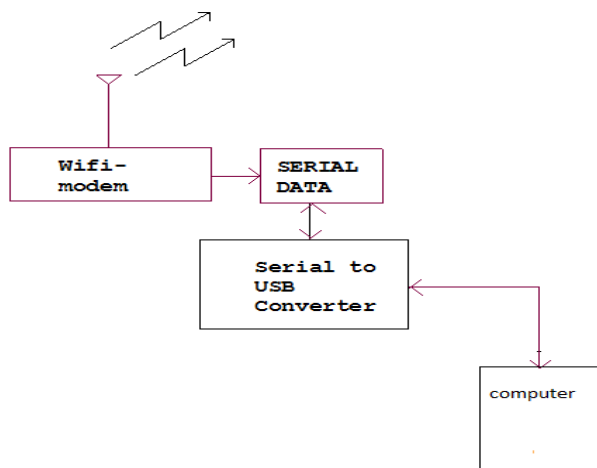 Wifi-
modem
SERIAL
DATA
Serial to
USB
Converter
computer